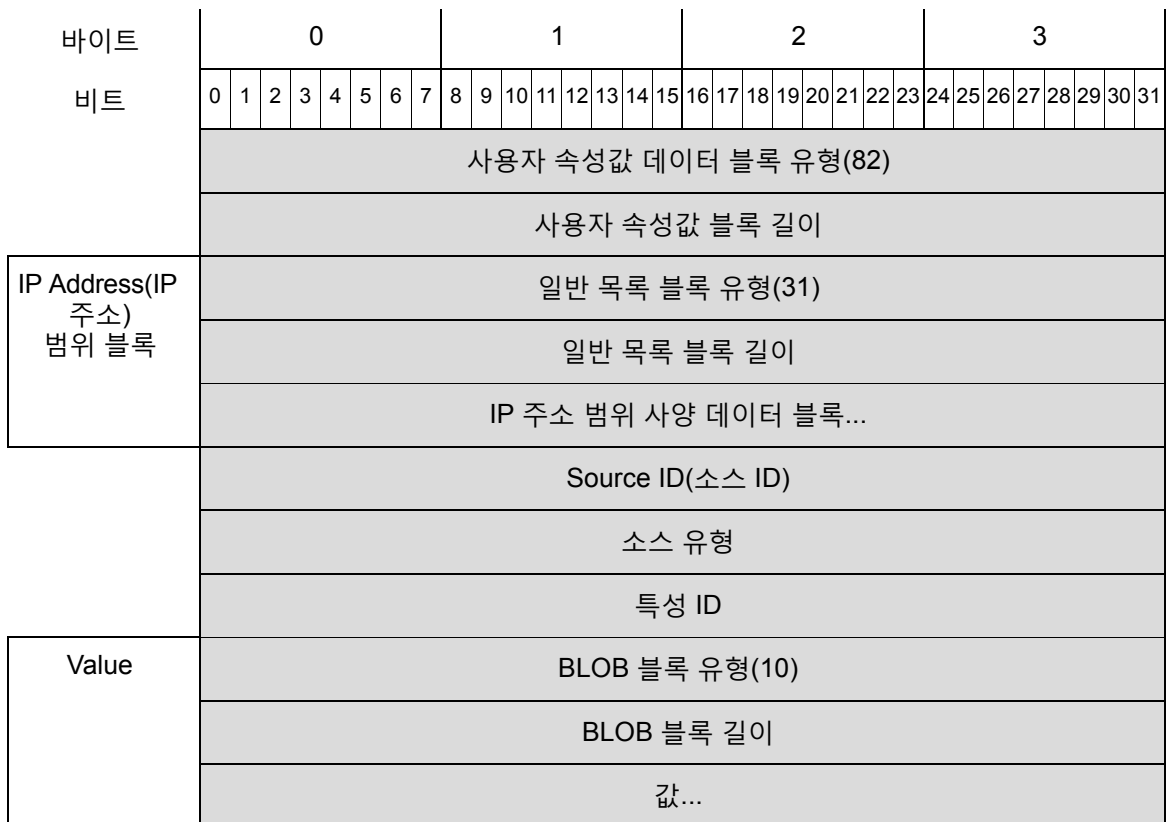 바이트 0 1 2 3
비트 0 1 2 3 4 5 6 7 8 9 10 11 12 13 14 15 16 17 18 19 20 21 22 23 24 25 26 27 28 29 30 31
사용자 속성값 데이터 블록 유형(82)
사용자 속성값 블록 길이
IP Address(IP
주소)
범위 블록
일반 목록 블록 유형(31)
일반 목록 블록 길이
IP 주소 범위 사양 데이터 블록...
Source ID(소스 ID)
소스 유형
특성 ID
Value
BLOB 블록 유형(10)
BLOB 블록 길이
값...